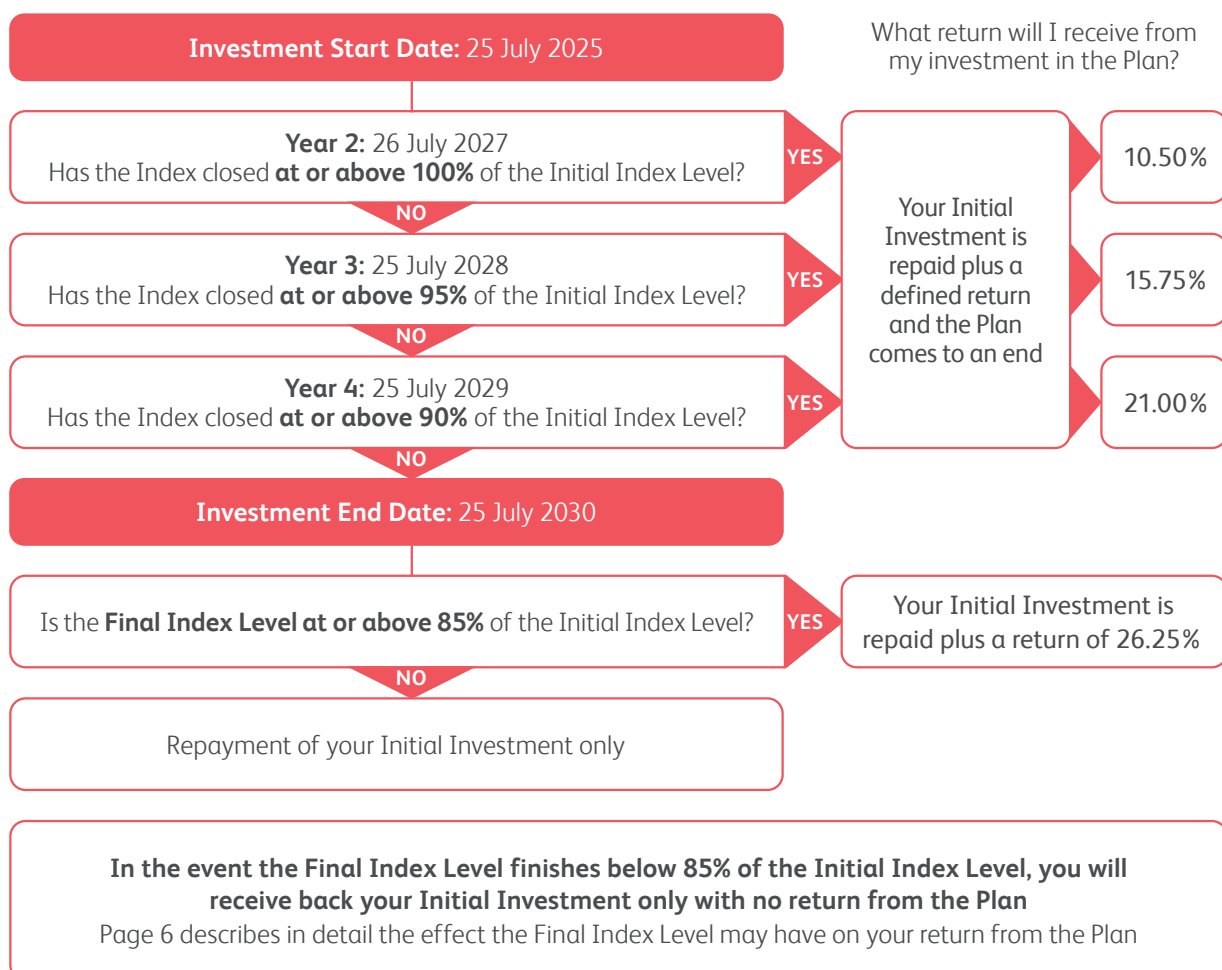 Investment Start Date: 25 July 2025
What return will I receive from
my investment in the Plan?
Year 2: 26 July 2027
Has the Index closed at or above 100% of the Initial Index Level?
YES
NO
Year 3: 25 July 2028
Has the Index closed at or above 95% of the Initial Index Level?
YES
NO
Year 4: 25 July 2029
Has the Index closed at or above 90% of the Initial Index Level?
YES
NO
Your Initial
Investment is
repaid plus a
defined return
and the Plan
comes to an end
10.50%
15.75%
21.00%
Investment End Date: 25 July 2030
Is the Final Index Level at or above 85% of the Initial Index Level?
YES
Your Initial Investment is
repaid plus a return of 26.25%
NO
Repayment of your Initial Investment only
In the event the Final Index Level finishes below 85% of the Initial Index Level, you will
receive back your Initial Investment only with no return from the Plan
Page 6 describes in detail the effect the Final Index Level may have on your return from the Plan